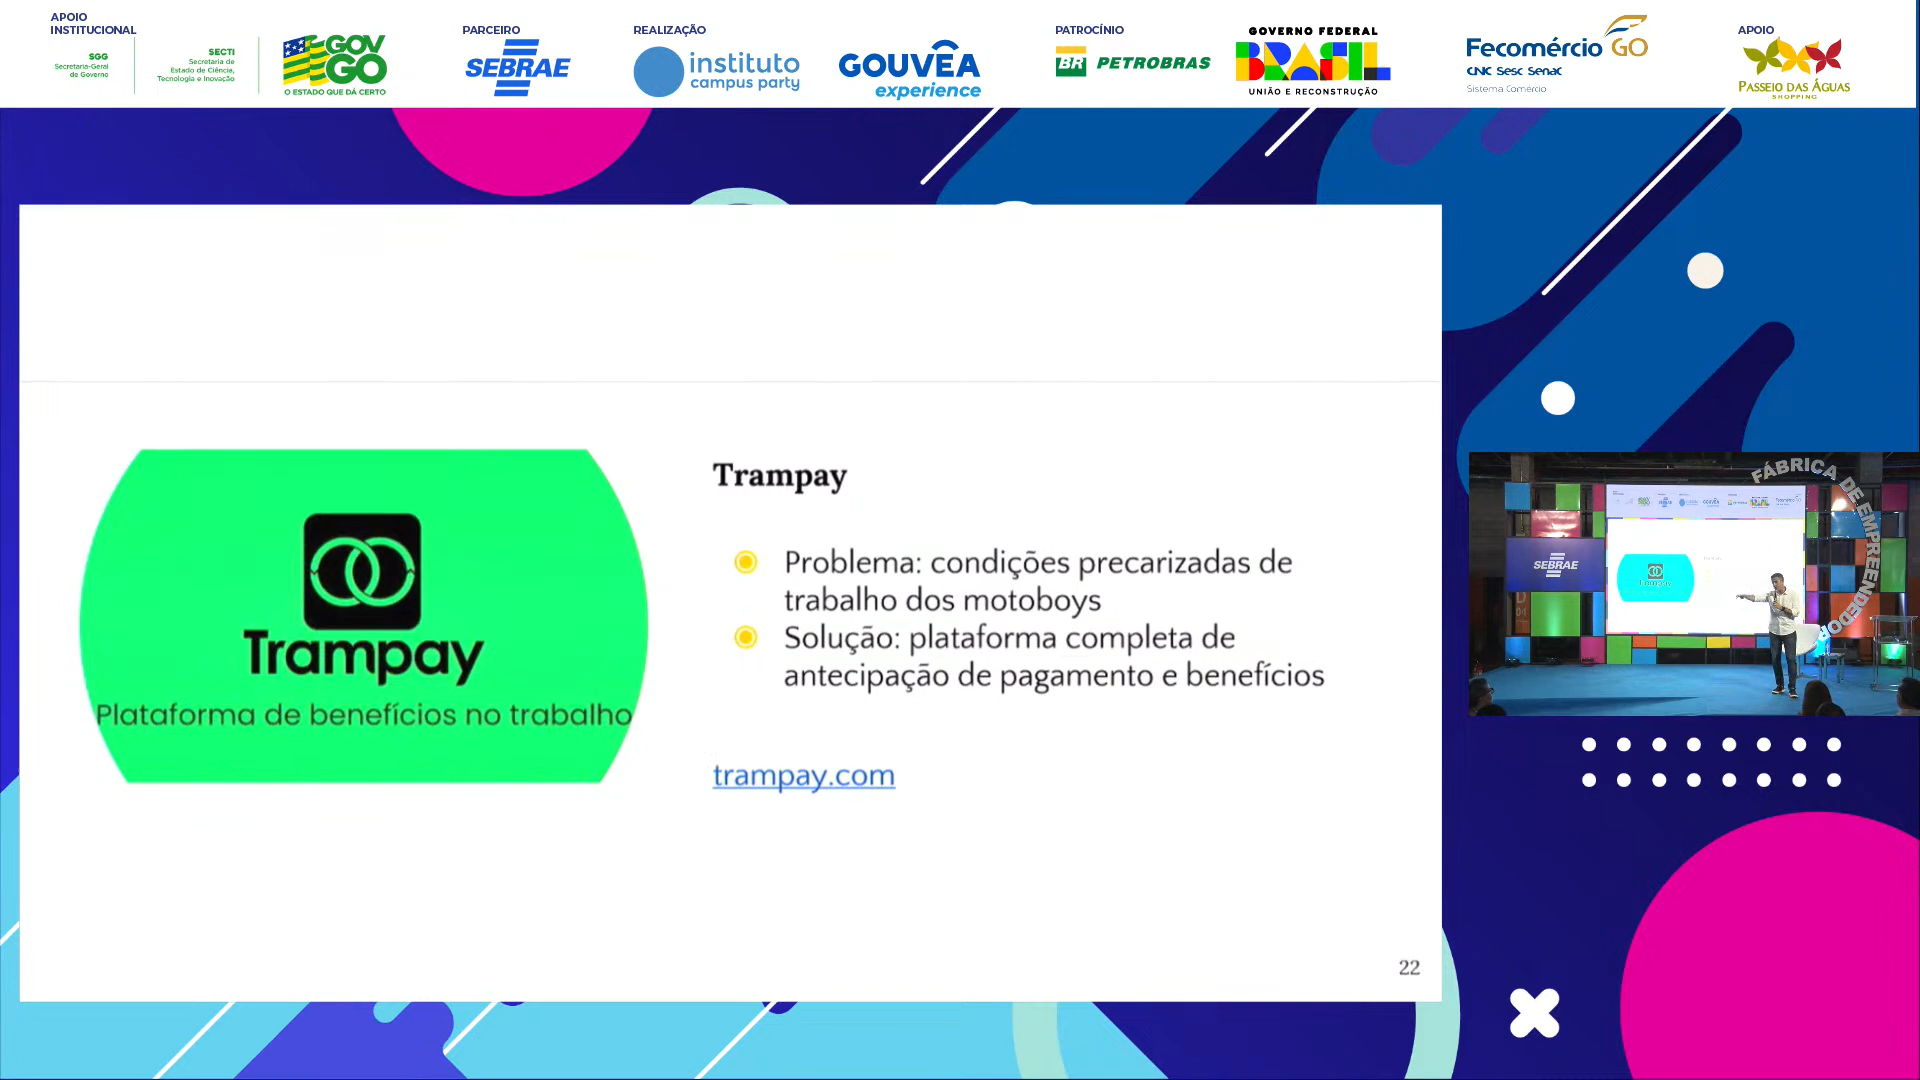 APOIO
INSTITUCIONAL
SGG
Secretaria-Geral
de Governo
SECTI
Secretaria de
Estado de Ciência,
Tecnologia e Inovação
GOV
GO
O ESTADO QUE DÁ CERTO
PARCEIRO
SEBRAE
REALIZAÇÃO
instituto
campus party
GOUVÊA
experience
PATROCÍNIO
BR PETROBRAS
GOVERNO FEDERAL
BRASIL
UNIÃO E RECONSTRUÇÃO
Fecomércio GO
CNC Sesc Senac
Sistema Comércio
APOIO
PASSEIO DAS ÁGUAS
SHOPPING
Trampay
Plataforma de benefícios no trabalho
Trampay
Problema: condições precarizadas de
trabalho dos motoboys
Solução: plataforma completa de
antecipação de pagamento e benefícios
trampay.com
22
FÁBRICA DE EMPREENDEDOR
SEBRAE